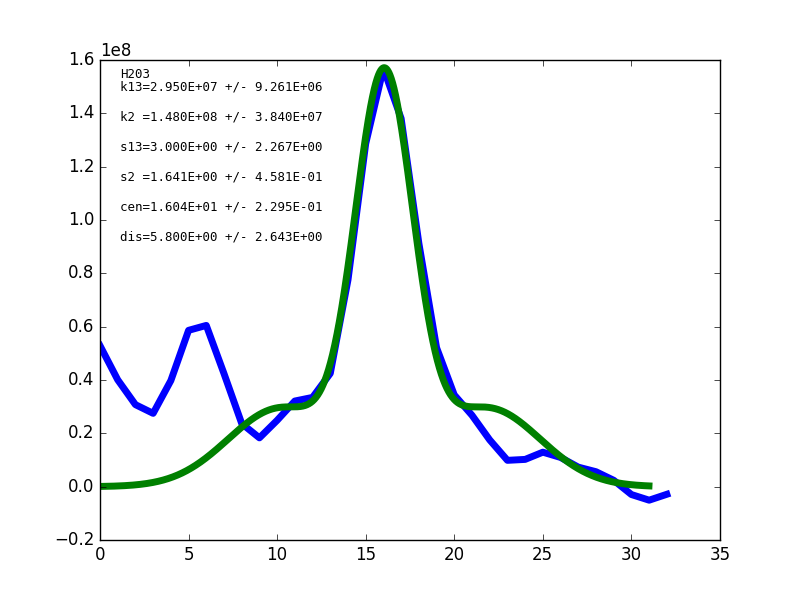 1e8
H203
k13=2.950E+07 +/- 9.261E+06
k2 =1.480E+08 +/- 3.840E+07
s13=3.000E+00 +/- 2.267E+00
s2 =1.641E+00 +/- 4.581E-01
cen=1.604E+01 +/- 2.295E-01
dis=5.800E+00 +/- 2.643E+00
1.6
1.4
1.2
1.0
0.8
0.6
0.4
0.2
0.0
−0.2
0 5 10 15 20 25 30 35